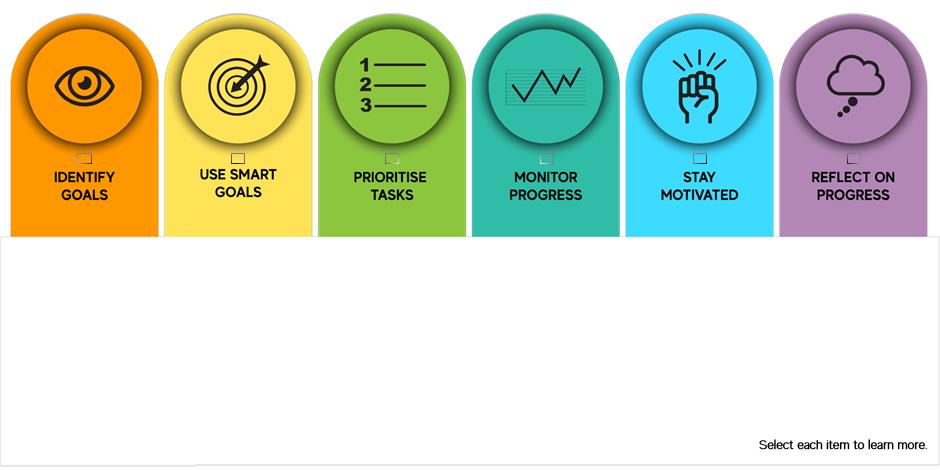 1
2
3
IDENTIFY
GOALS
USE SMART
GOALS
PRIORITISE
TASKS
MONITOR
PROGRESS
STAY
MOTIVATED
REFLECT ON
PROGRESS
Select each item to learn more.